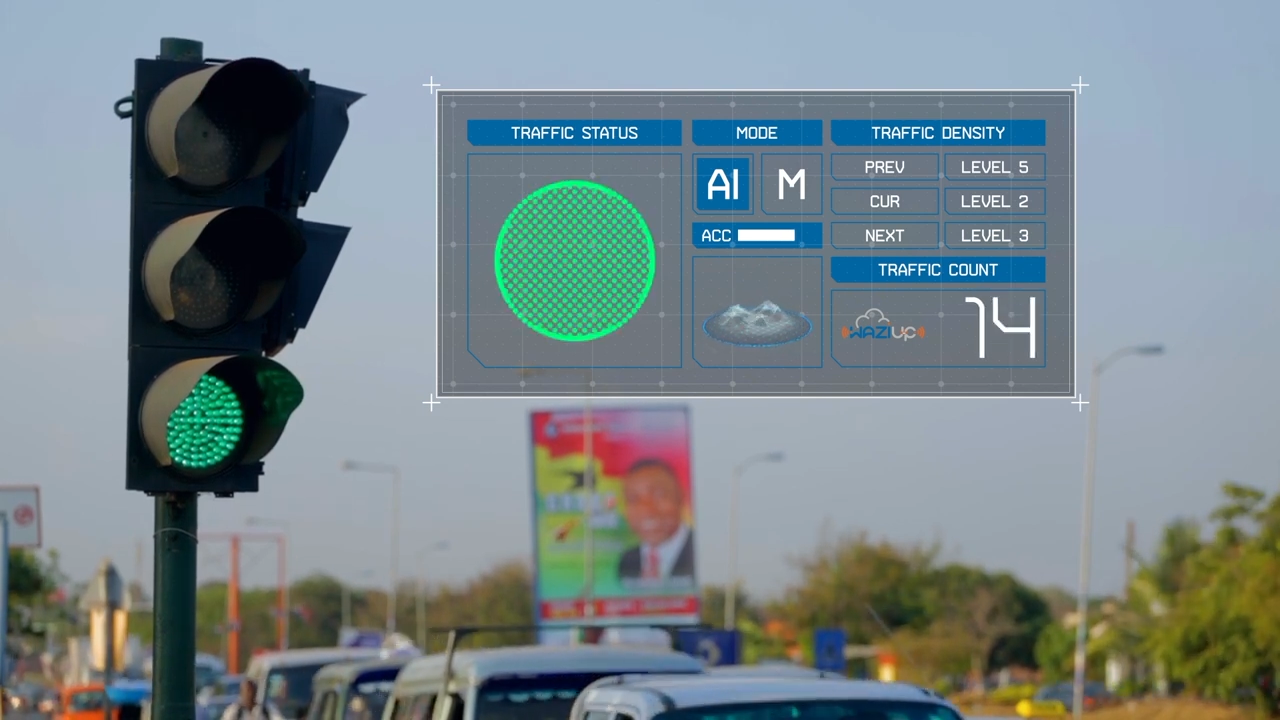 TRAFFIC STATUS
MODE
TRAFFIC DENSITY
AI
M
PREV
LEVEL 5
CUR
LEVEL 2
ACC
NEXT
LEVEL 3
TRAFFIC COUNT
WAZIUP
14